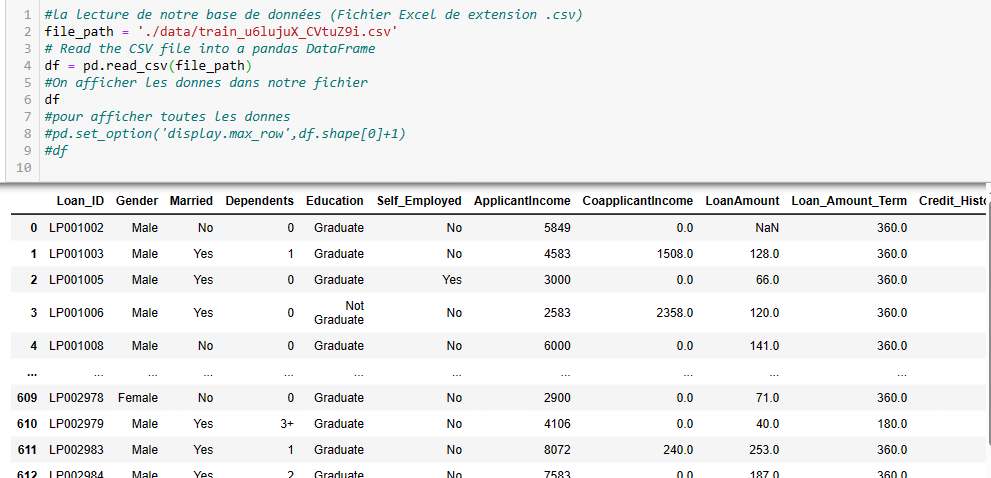 1 #la lecture de notre base de données (Fichier Excel de extension .csv)
2 file_path = './data/train_u6lujuX_CVtuZ9i.csv'
3 # Read the CSV file into a pandas DataFrame
4 df = pd.read_csv(file_path)
5 #On afficher les donnes dans notre fichier
6 df
7 #pour afficher toutes les donnes
8 #pd.set_option('display.max_row',df.shape[0]+1)
9 #df
10
Loan_ID Gender Married Dependents Education Self_Employed ApplicantIncome CoapplicantIncome LoanAmount Loan_Amount_Term Credit_Histo
0 LP001002 Male No 0 Graduate No 5849 0.0 NaN 360.0
1 LP001003 Male Yes 1 Graduate No 4583 1508.0 128.0 360.0
2 LP001005 Male Yes 0 Graduate Yes 3000 0.0 66.0 360.0
3 LP001006 Male Yes 0 Not Graduate No 2583 2358.0 120.0 360.0
4 LP001008 Male No 0 Graduate No 6000 0.0 141.0 360.0
... ... ... ... ... ... ... ... ... ... ...
609 LP002978 Female No 0 Graduate No 2900 0.0 71.0 360.0
610 LP002979 Male Yes 3+ Graduate No 4106 0.0 40.0 180.0
611 LP002983 Male Yes 1 Graduate No 8072 240.0 253.0 360.0
612 LP002984 Male Yes 2 Graduate No 7583 0.0 187.0 360.0